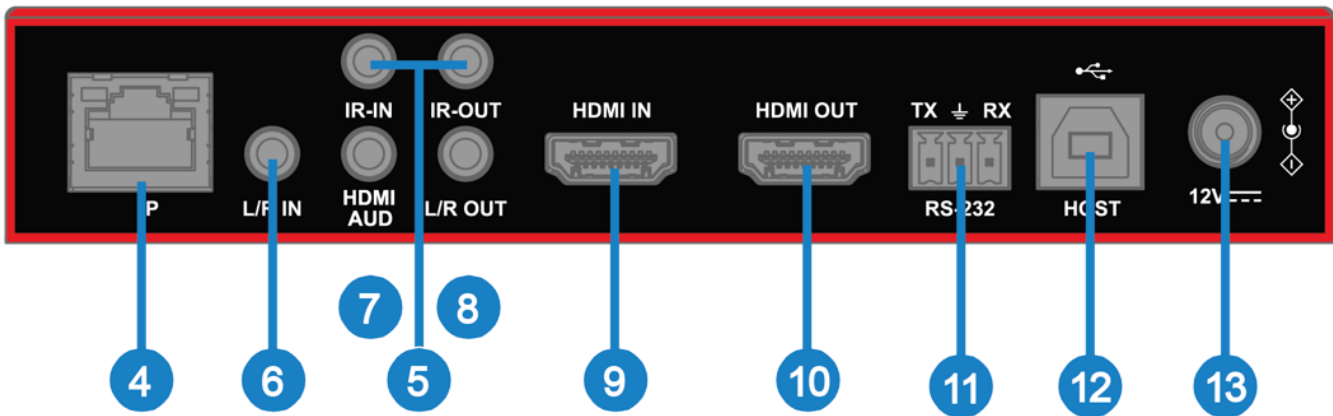 IR-IN IR-OUT HDMI IN HDMI OUT TX RX
L/R IN HDMI AUD L/R OUT RS-232 HOST 12V
7 8
4 6 5 9 10 11 12 13